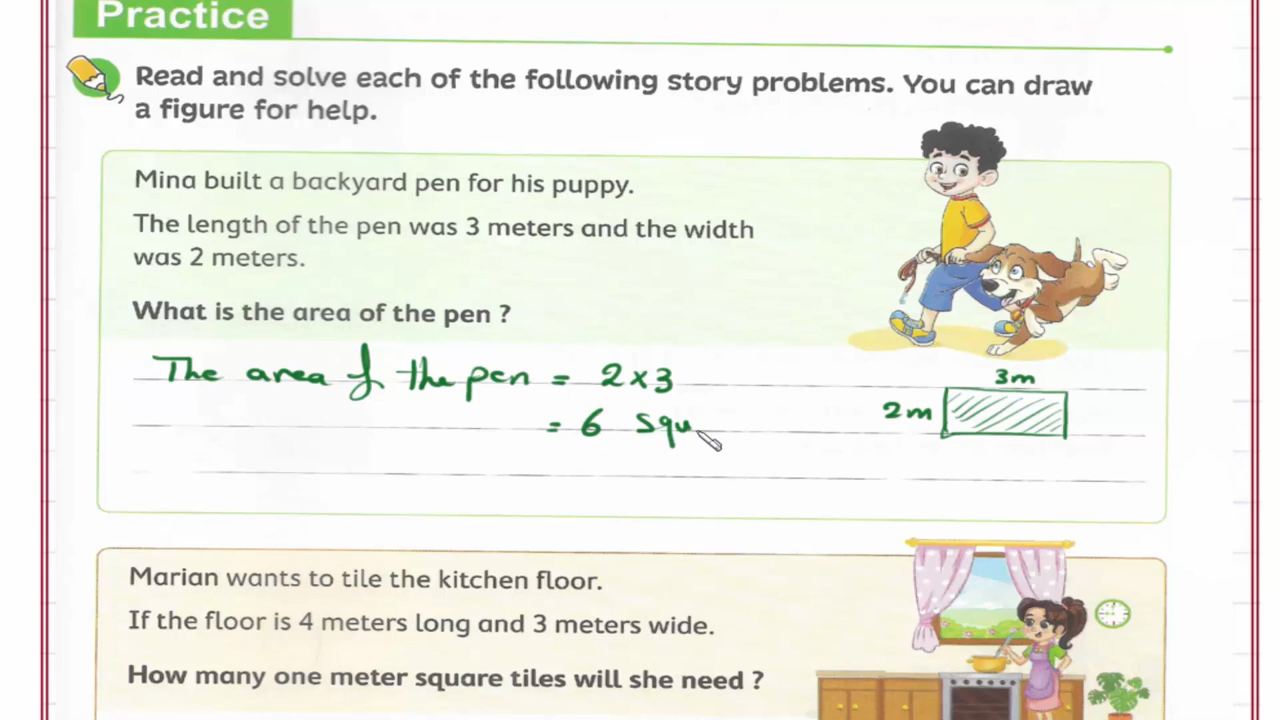 Practice
Read and solve each of the following story problems. You can draw
a figure for help.
Mina built a backyard pen for his puppy.
The length of the pen was 3 meters and the width
was 2 meters.
What is the area of the pen ?
The area of the pen = 2 × 3
= 6 squ
3m
2m
Marian wants to tile the kitchen floor.
If the floor is 4 meters long and 3 meters wide.
How many one meter square tiles will she need ?